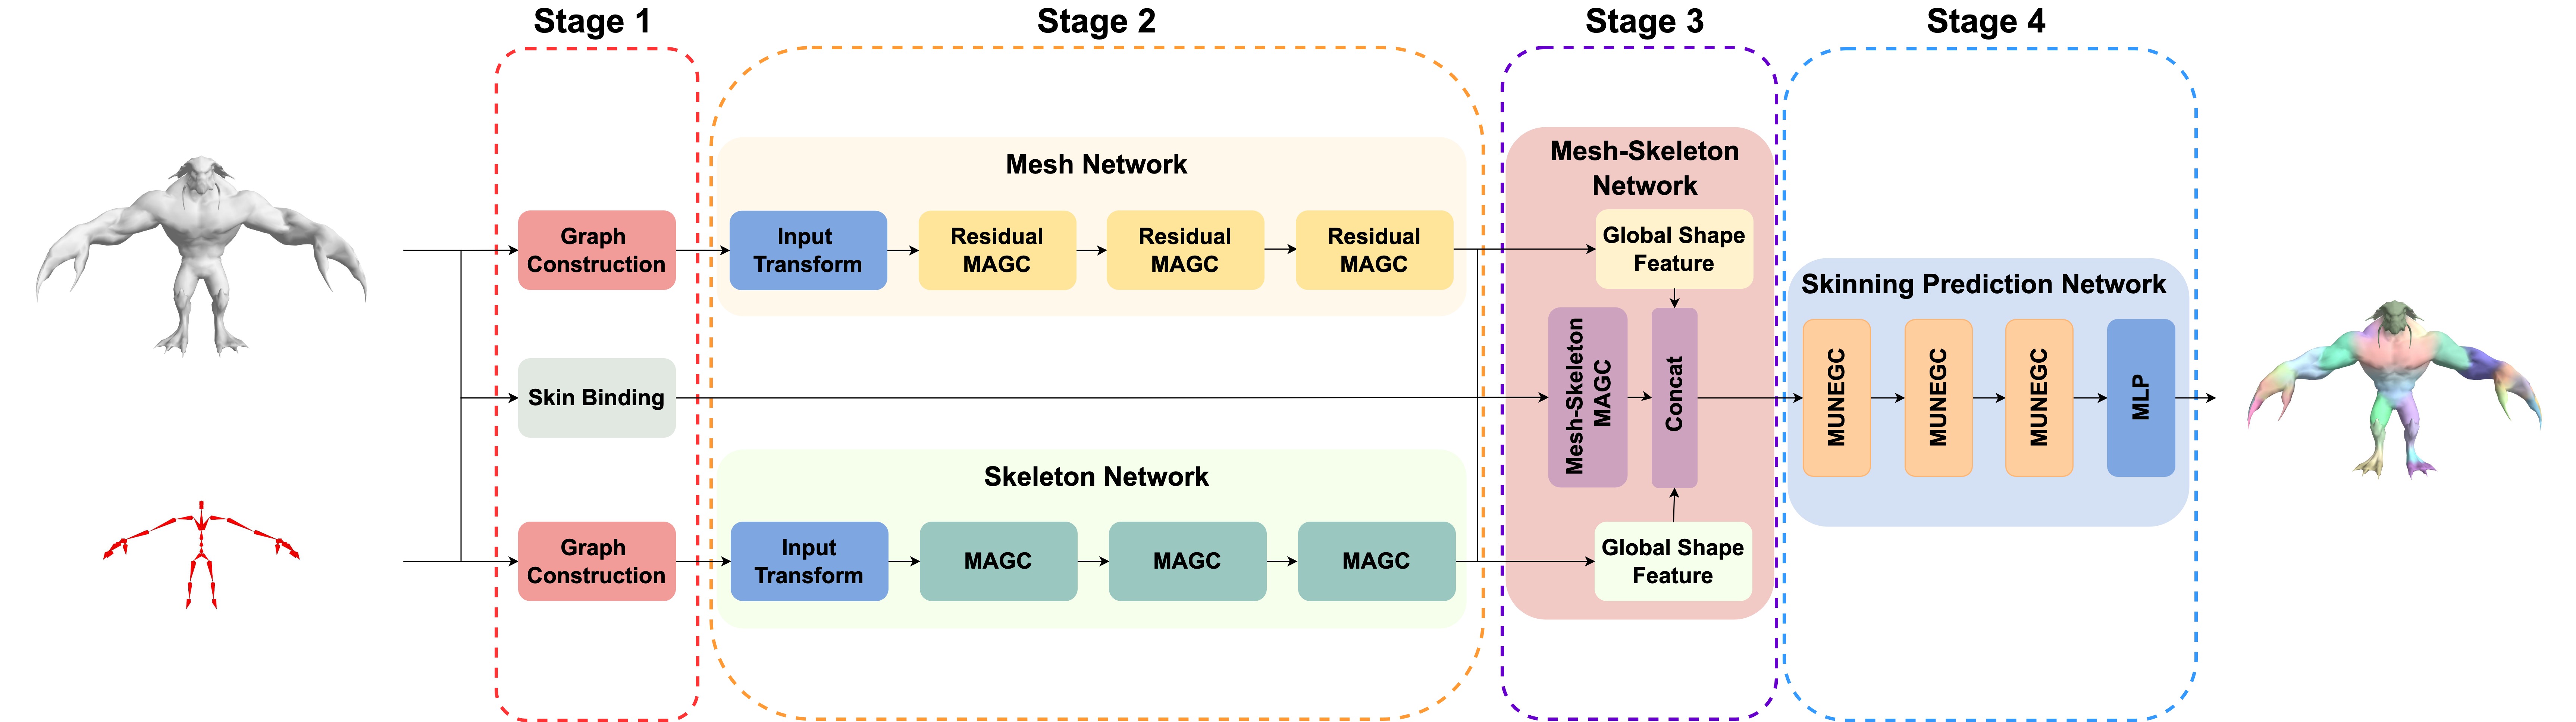 Stage 1
Stage 2
Stage 3
Stage 4
Graph
Construction
Skin Binding
Graph
Construction
Mesh Network
Input
Transform
Residual
MAGC
Residual
MAGC
Residual
MAGC
Skeleton Network
Input
Transform
MAGC
MAGC
MAGC
Mesh-Skeleton
Network
Global Shape
Feature
Mesh-Skeleton
MAGC
Concat
Global Shape
Feature
Skinning Prediction Network
MUNEGC
MUNEGC
MUNEGC
MLP